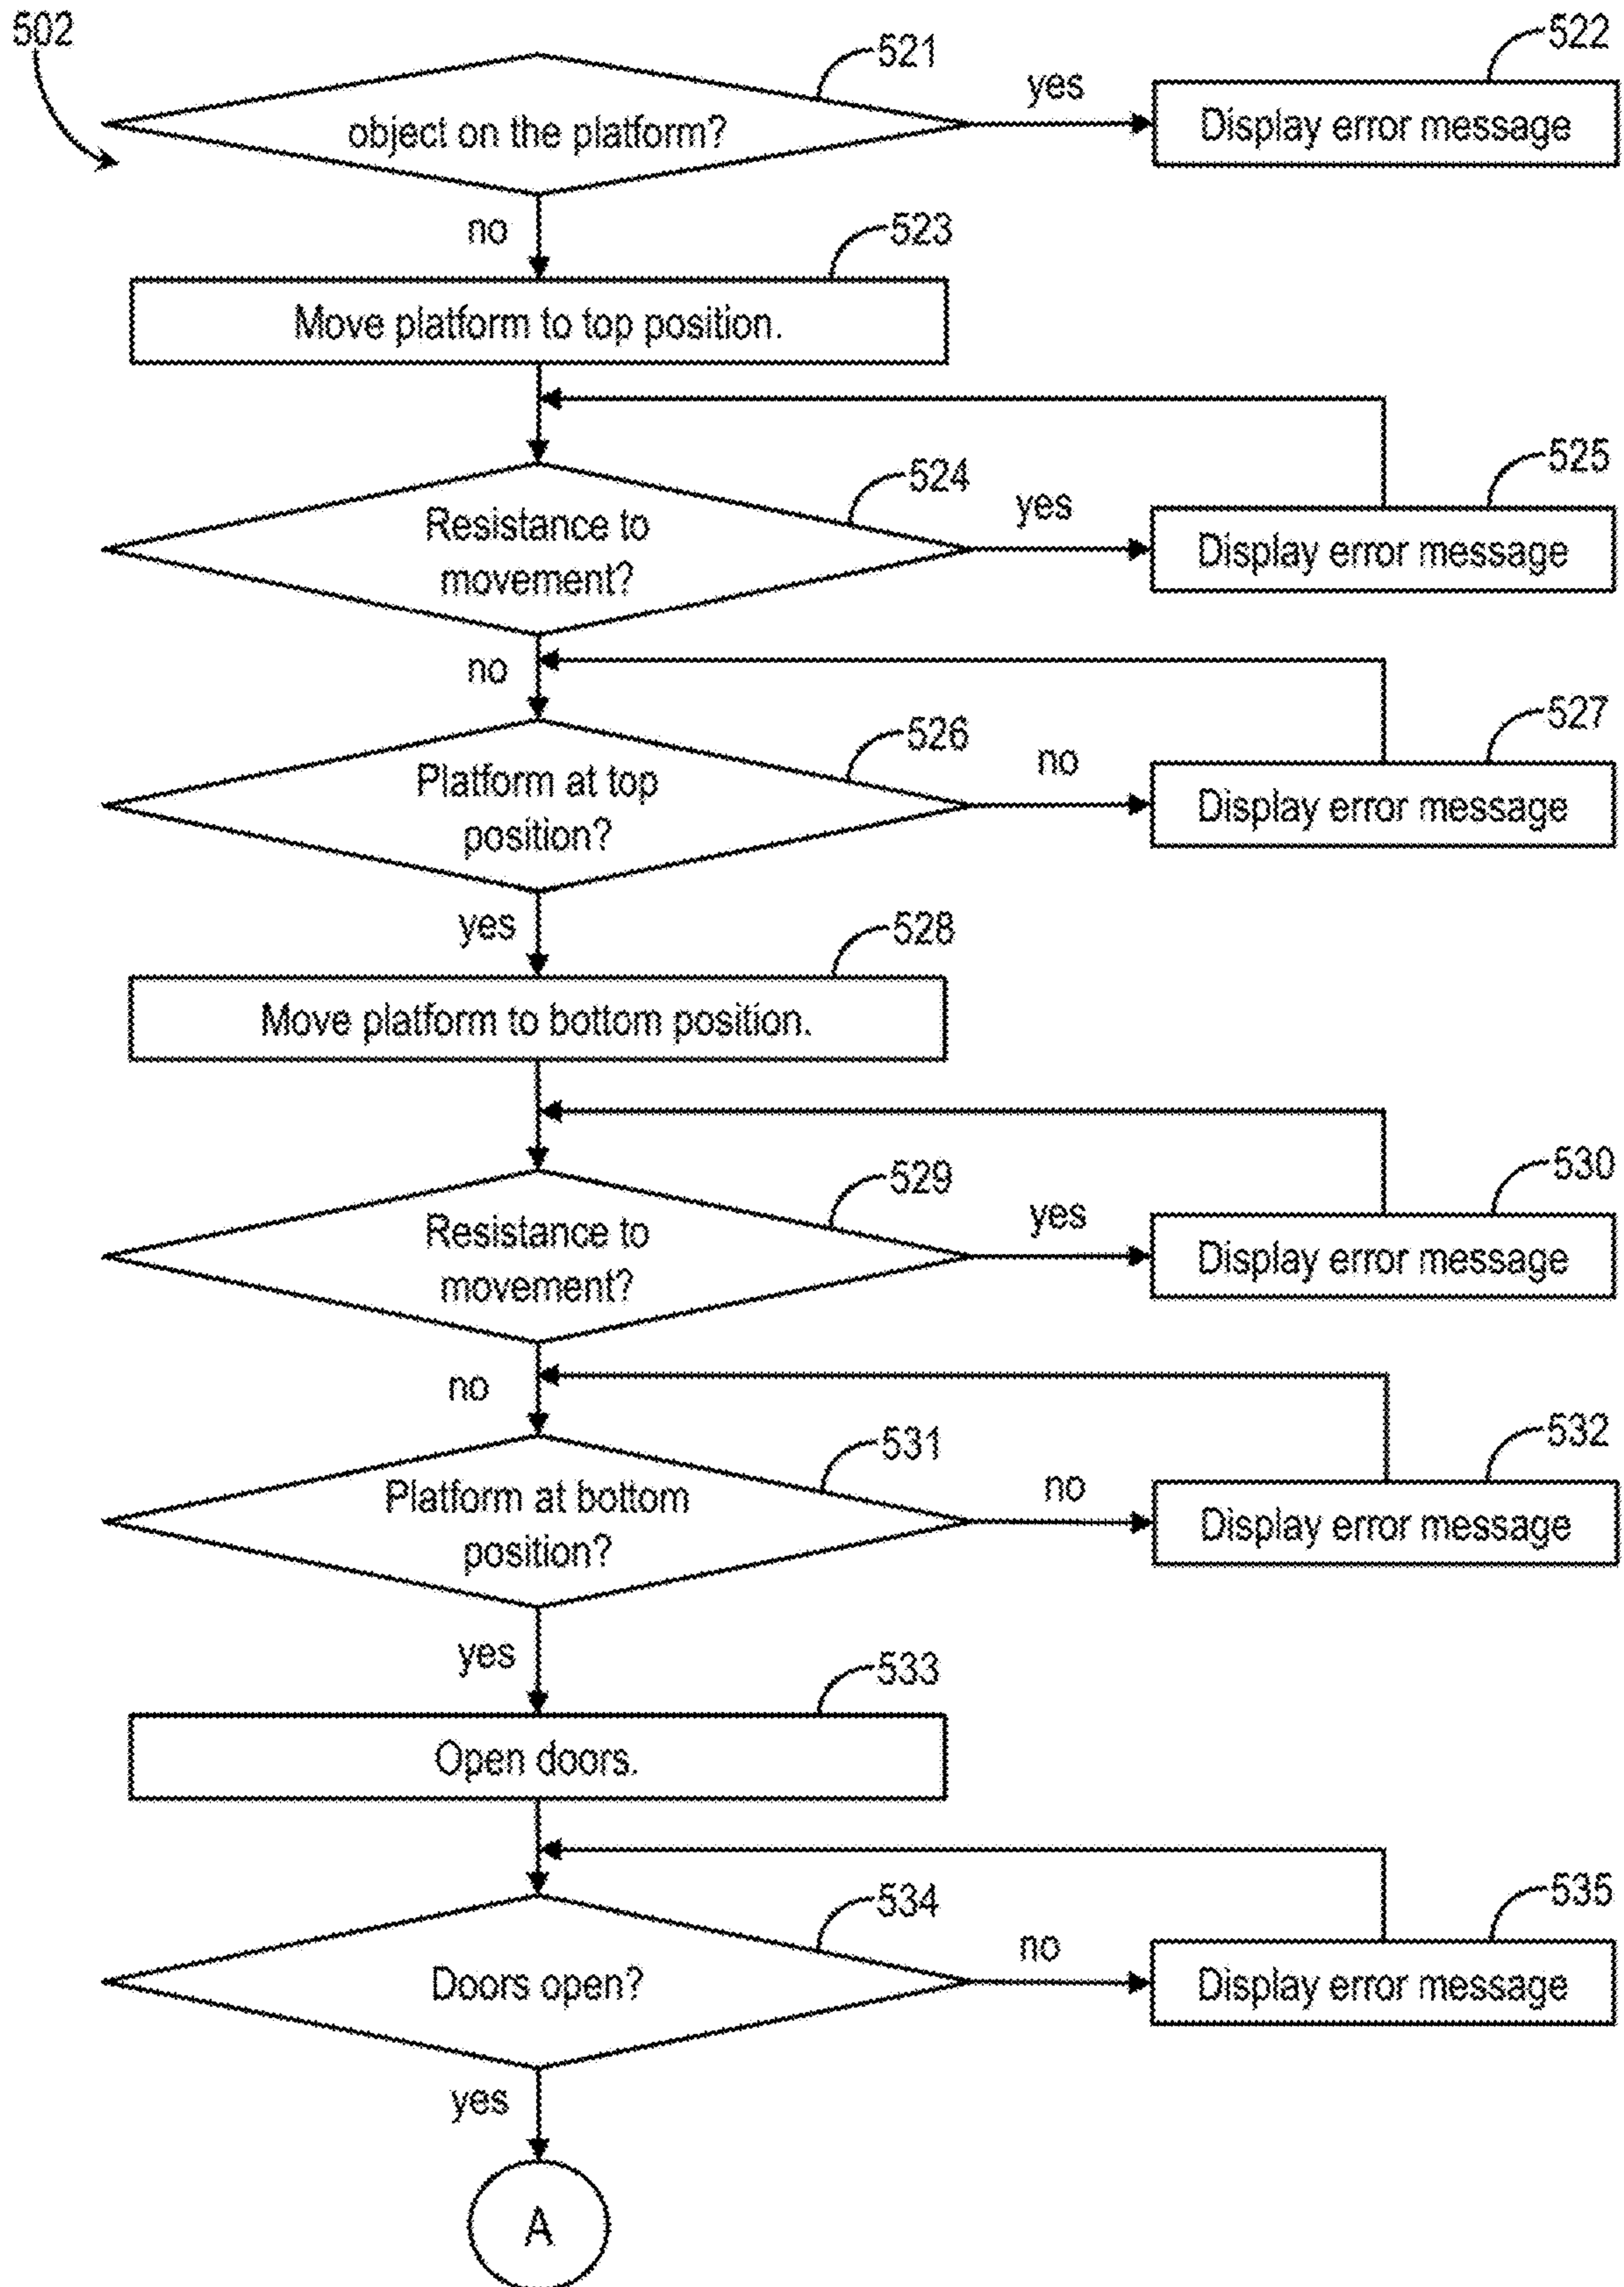 502
521
522
object on the platform?
yes
Display error message
no
523
Move platform to top position.
524
525
Resistance to
movement?
yes
Display error message
no
526
527
Platform at top
position?
no
Display error message
yes
528
Move platform to bottom position.
529
530
Resistance to
movement?
yes
Display error message
no
531
532
Platform at bottom
position?
no
Display error message
yes
533
Open doors.
534
535
Doors open?
no
Display error message
yes
A